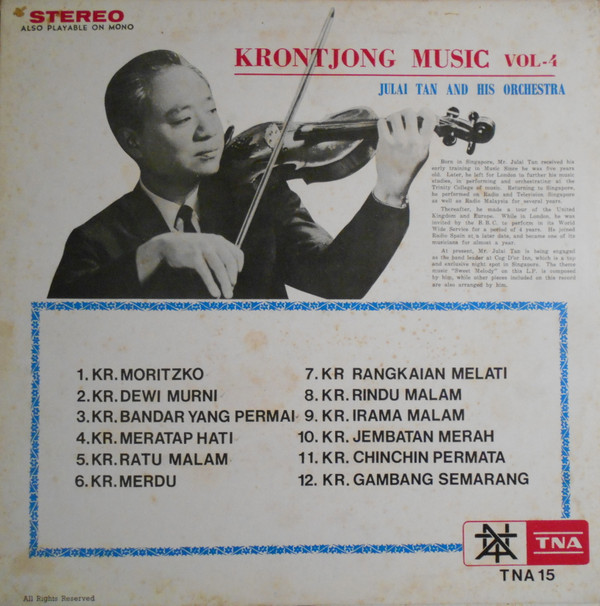 STEREO
ALSO PLAYABLE ON MONO
KRONTJONG MUSIC VOL-4
JULAI TAN AND HIS ORCHESTRA
Born in Singapore, Mr. Julai Tan received his
early training in Music Since he was five years
old. Later, he left for London to further his music
studies, in performing and orchestration at the
Trinity College of music. Returning in Singapore,
he performed on Radio and Television Singapore
as well as Radio Malaysia for several years.
Thereafter, he made a tour of the United
Kingdom and Europe. While in London, he was
invited by the B.B.C. to perform in its World
Wide Service for a period of 4 years. He joined
Radio Spain at a later date, and became one of its
musicians for almost a year.
At present, Mr. Julai Tan is being engaged
as the band leader at Coq D'or Inn, which is a top
and exclusive night spot in Singapore. The theme
music "Sweet Melody" on this L.P. is composed
by him, while other pieces included on this record
are also arranged by him.
1. KR. MORITZKO
2. KR. DEWI MURNI
3. KR. BANDAR YANG PERMAI
4. KR. MERATAP HATI
5. KR. RATU MALAM
6. KR. MERDU
7. KR RANGKAIAN MELATI
8. KR. RINDU MALAM
9. KR. IRAMA MALAM
10. KR. JEMBATAN MERAH
11. KR. CHINCHIN PERMATA
12. KR. GAMBANG SEMARANG
TNA
TNA 15
All Rights Reserved